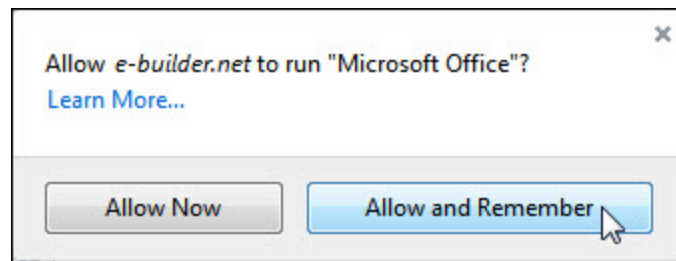 Allow e-builder.net to run "Microsoft Office"?
Learn More...
Allow Now
Allow and Remember